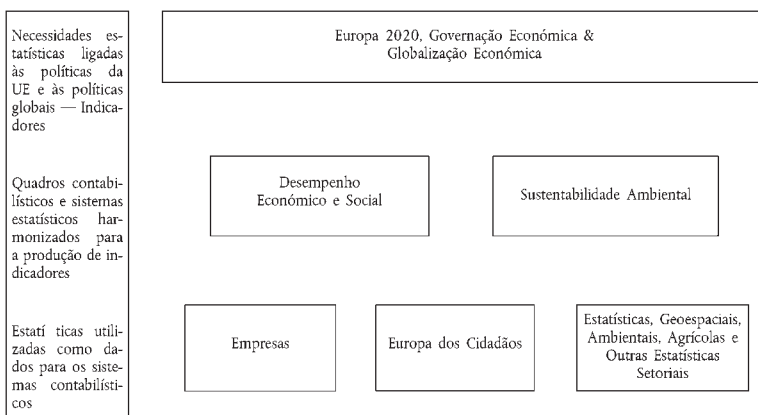 Necessidades es-
tatísticas ligadas
às políticas da
UE e às políticas
globais — Indica-
dores
Europa 2020, Governação Económica &
Globalização Económica
Quadros contabi-
lísticos e sistemas
estatísticos har-
monizados para
a produção de in-
dicadores
Desempenho
Económico e Social
Sustentabilidade Ambiental
Estatí ticas utili-
zadas como da-
dos para os siste-
mas contabilísti-
cos
Empresas
Europa dos Cidadãos
Estatísticas, Geoespaciais,
Ambientais, Agrícolas e
Outras Estatísticas
Setoriais